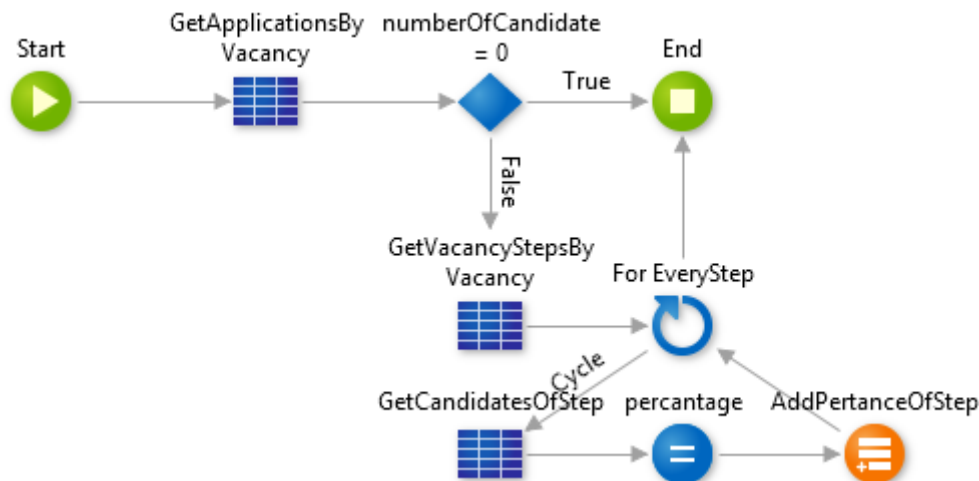 Start
GetApplicationsBy
Vacancy
numberOfCandidate
= 0
True
End
False
GetVacancyStepsBy
Vacancy
For EveryStep
Cycle
GetCandidatesOfStep
percantage
AddPertanceOfStep